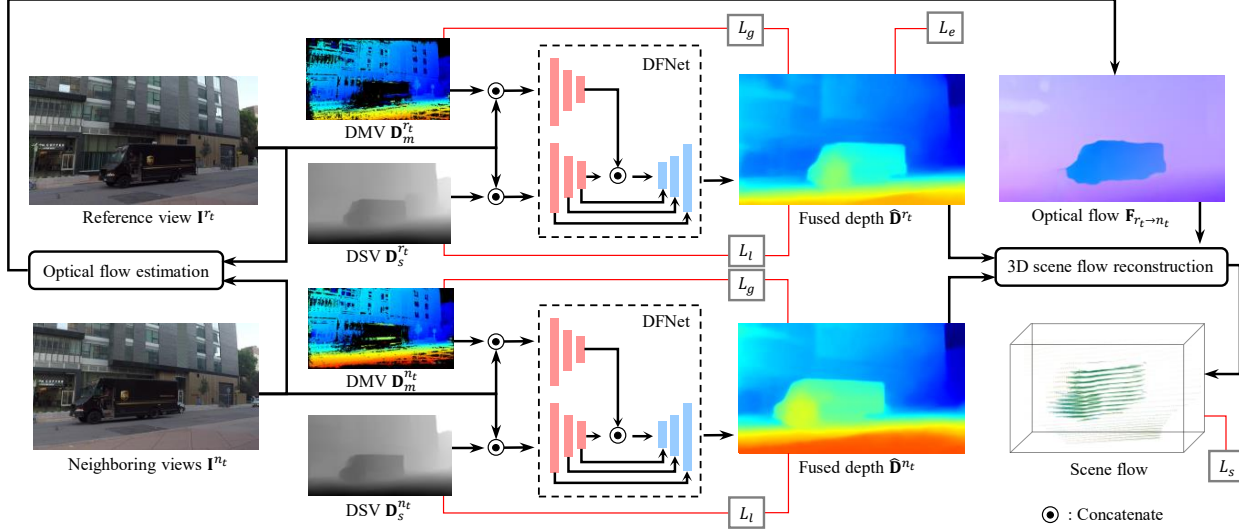 L_g
L_e
DFNet
DMV D_m^{r_t}
Reference view I^{r_t}
DSV D_s^{r_t}
Fused depth D̂^{r_t}
Optical flow F_{r_t→n_t}
L_l
Optical flow estimation
3D scene flow reconstruction
L_g
DFNet
DMV D_m^{n_t}
Neighboring views I^{n_t}
DSV D_s^{n_t}
Fused depth D̂^{n_t}
Scene flow
L_s
L_l
: Concatenate